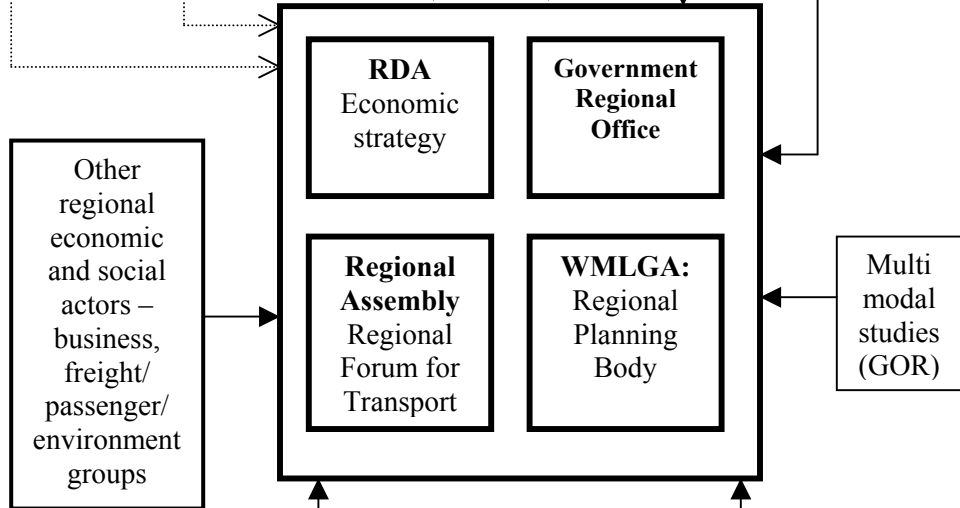 RDA
Economic
strategy
Government
Regional
Office
Other
regional
economic
and social
actors –
business,
freight/
passenger/
environment
groups
Regional
Assembly
Regional
Forum for
Transport
WMLGA:
Regional
Planning
Body
Multi
modal
studies
(GOR)